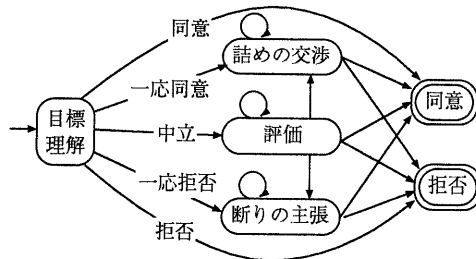 同意
詰めの交渉
一応同意
同意
目標
理解
中立
評価
一応拒否
拒否
断りの主張
拒否